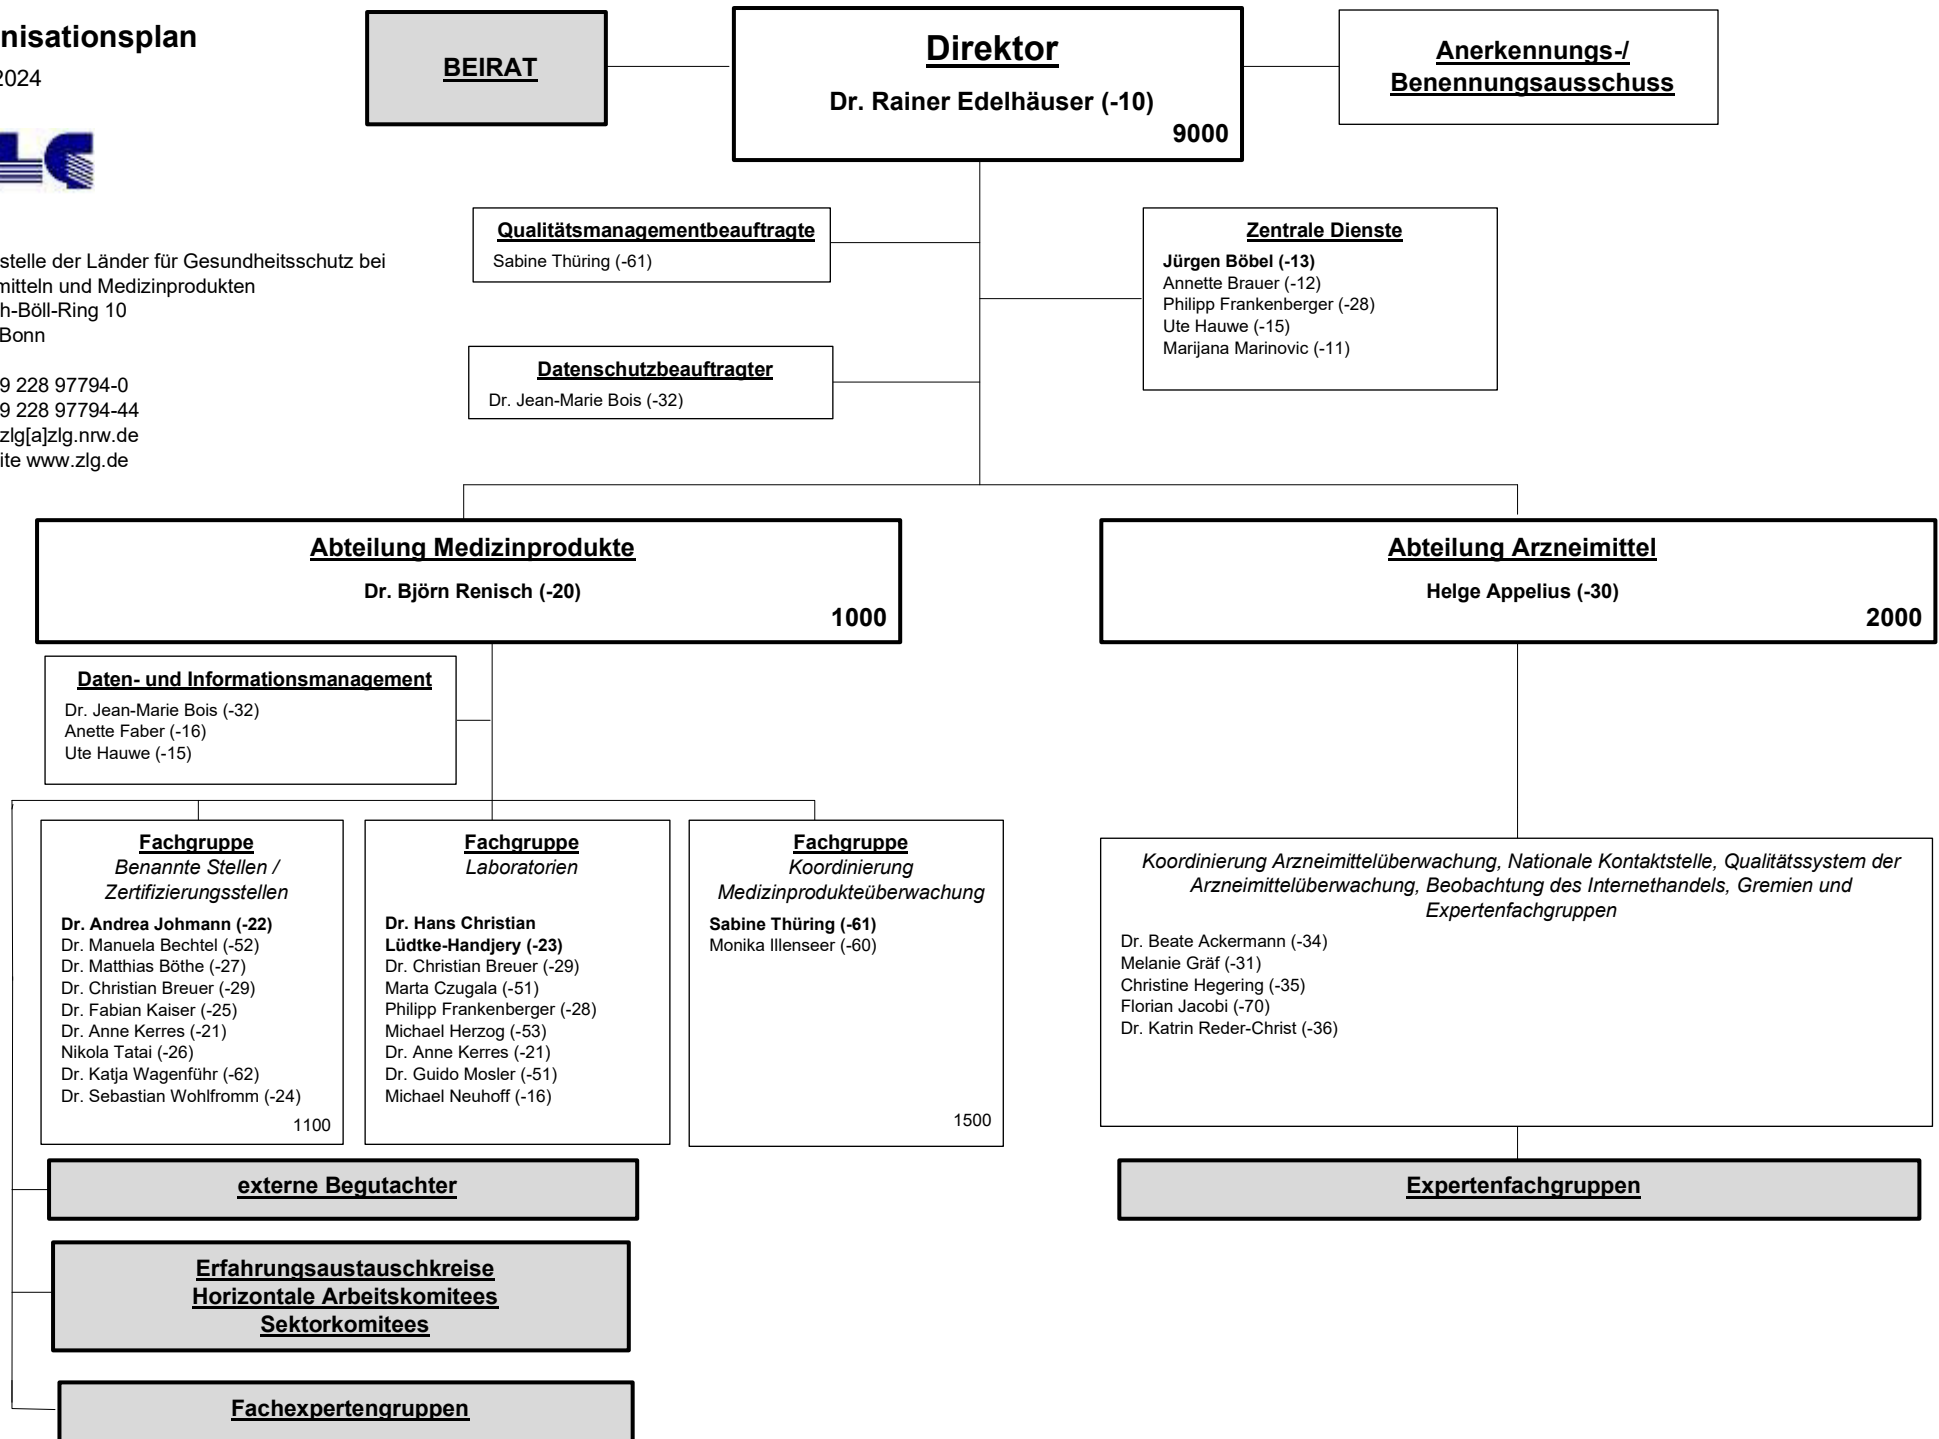 nisationsplan
2024
LG
stelle der Länder für Gesundheitsschutz bei
mitteln und Medizinprodukten
h-Böll-Ring 10
Bonn
9 228 97794-0
9 228 97794-44
zlg[a]zlg.nrw.de
ite www.zlg.de
BEIRAT
Direktor
Dr. Rainer Edelhäuser (-10)
9000
Anerkennungs-/
Benennungsausschuss
Qualitätsmanagementbeauftragte
Sabine Thüring (-61)
Zentrale Dienste
Jürgen Böbel (-13)
Annette Brauer (-12)
Philipp Frankenberger (-28)
Ute Hauwe (-15)
Marijana Marinovic (-11)
Datenschutzbeauftragter
Dr. Jean-Marie Bois (-32)
Abteilung Medizinprodukte
Dr. Björn Renisch (-20)
1000
Abteilung Arzneimittel
Helge Appelius (-30)
2000
Daten- und Informationsmanagement
Dr. Jean-Marie Bois (-32)
Anette Faber (-16)
Ute Hauwe (-15)
Fachgruppe
Benannte Stellen /
Zertifizierungsstellen
Dr. Andrea Johmann (-22)
Dr. Manuela Bechtel (-52)
Dr. Matthias Böthe (-27)
Dr. Christian Breuer (-29)
Dr. Fabian Kaiser (-25)
Dr. Anne Kerres (-21)
Nikola Tatai (-26)
Dr. Katja Wagenführ (-62)
Dr. Sebastian Wohlfromm (-24)
1100
Fachgruppe
Laboratorien
Dr. Hans Christian
Lüdtke-Handjery (-23)
Dr. Christian Breuer (-29)
Marta Czugala (-51)
Philipp Frankenberger (-28)
Michael Herzog (-53)
Dr. Anne Kerres (-21)
Dr. Guido Mosler (-51)
Michael Neuhoff (-16)
Fachgruppe
Koordinierung
Medizinprodukteüberwachung
Sabine Thüring (-61)
Monika Illenseer (-60)
1500
Koordinierung Arzneimittelüberwachung, Nationale Kontaktstelle, Qualitätssystem der
Arzneimittelüberwachung, Beobachtung des Internethandels, Gremien und
Expertenfachgruppen
Dr. Beate Ackermann (-34)
Melanie Gräf (-31)
Christine Hegering (-35)
Florian Jacobi (-70)
Dr. Katrin Reder-Christ (-36)
externe Begutachter
Expertenfachgruppen
Erfahrungsaustauschkreise
Horizontale Arbeitskomitees
Sektorkomitees
Fachexpertengruppen